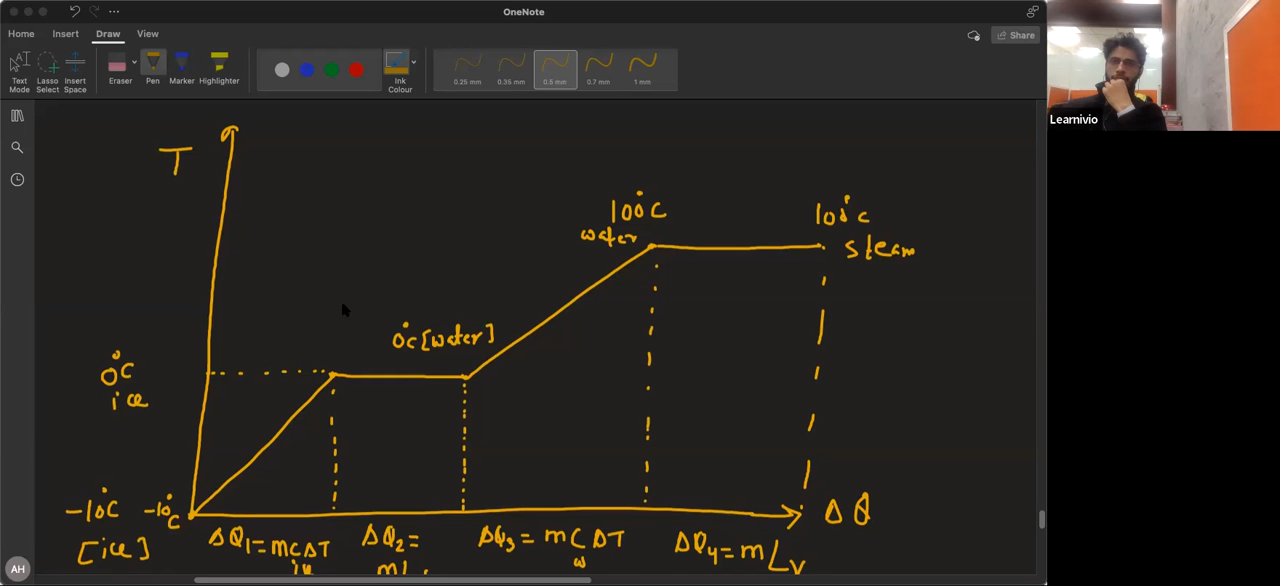 OneNote
Home Insert Draw View
Share
Text Mode
Lasso Select
Insert Space
Eraser
Pen
Marker
Highlighter
Ink Colour
0.25 mm
0.35 mm
0.5 mm
0.7 mm
1 mm
Learnivio
T
100°C
water
100°C
steam
0°C [water]
0°C
ice
-10°C
[ice]
-10°C
ΔQ
ΔQ₁ = mcΔT
ΔQ₂ =
ΔQ₃ = mCΔT
w
ΔQ₄ = mLv
AH